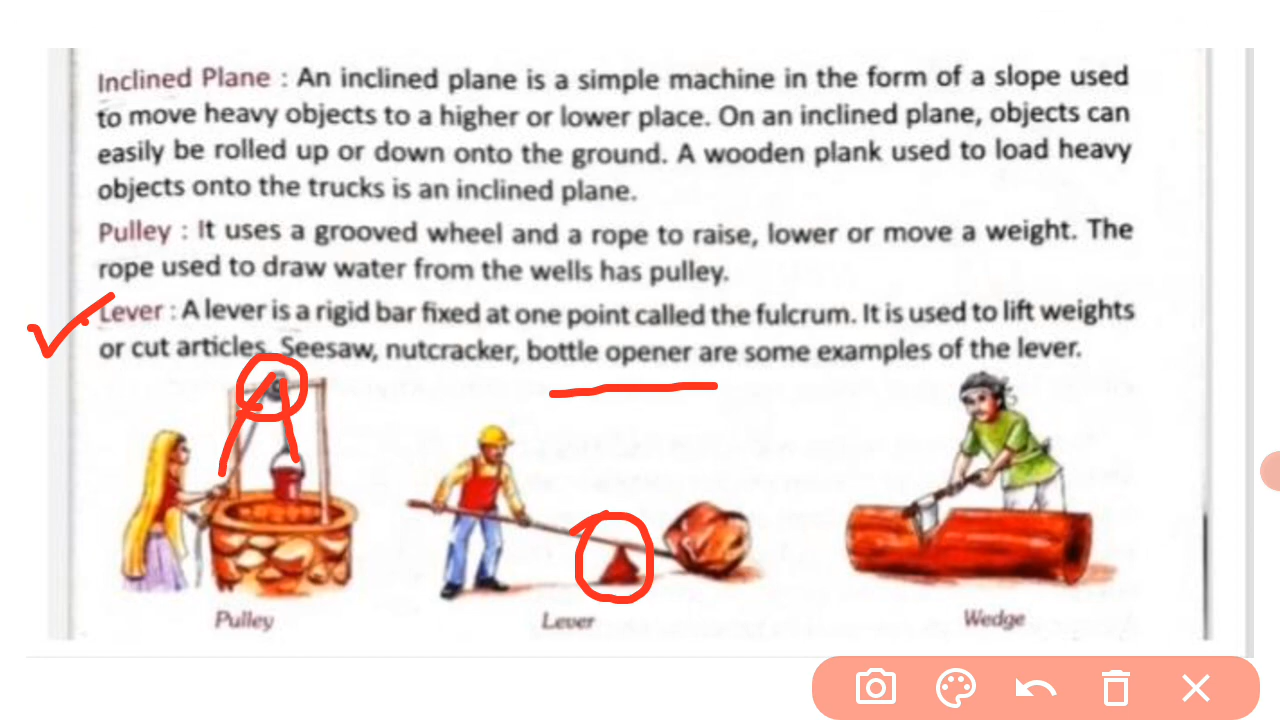 Inclined Plane : An inclined plane is a simple machine in the form of a slope used
to move heavy objects to a higher or lower place. On an inclined plane, objects can
easily be rolled up or down onto the ground. A wooden plank used to load heavy
objects onto the trucks is an inclined plane.
Pulley : It uses a grooved wheel and a rope to raise, lower or move a weight. The
rope used to draw water from the wells has pulley.
Lever : A lever is a rigid bar fixed at one point called the fulcrum. It is used to lift weights
or cut articles. Seesaw, nutcracker, bottle opener are some examples of the lever.
Pulley
Lever
Wedge